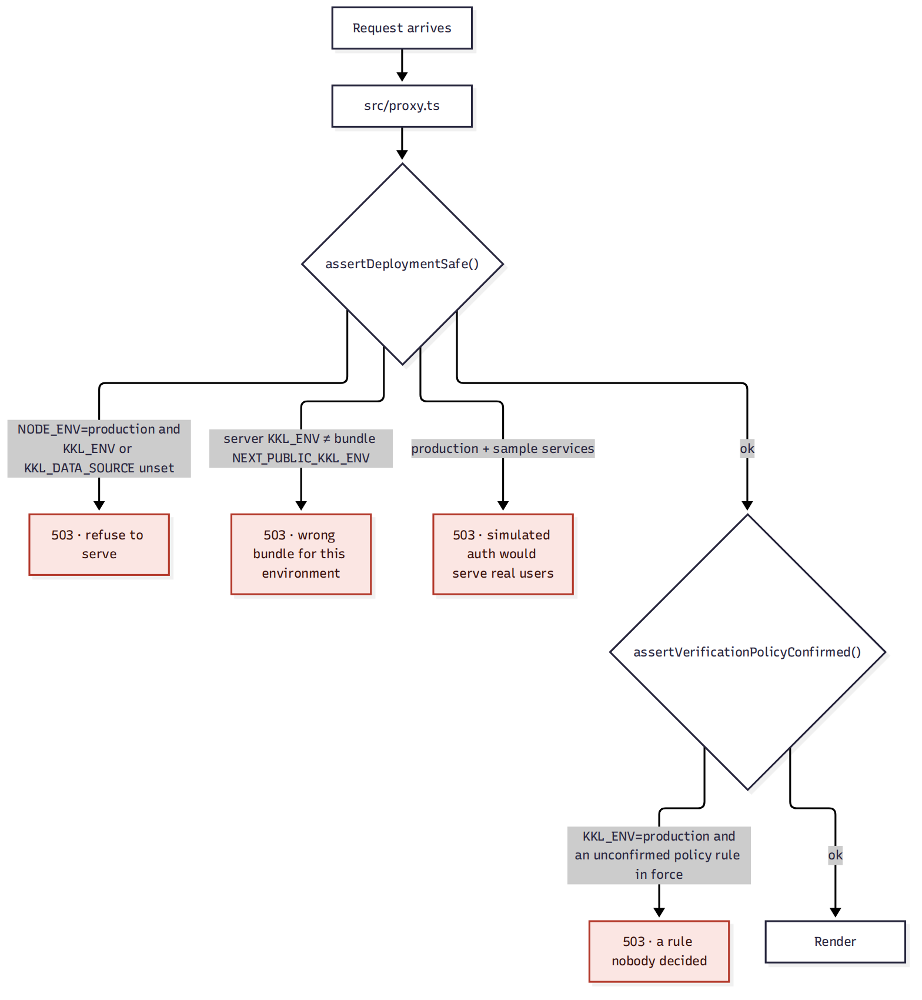 Request arrives
src/proxy.ts
assertDeploymentSafe()
NODE_ENV=production and
KKL_ENV or
KKL_DATA_SOURCE unset
server KKL_ENV ≠ bundle
NEXT_PUBLIC_KKL_ENV
production + sample services
ok
503 · refuse to
serve
503 · wrong
bundle for this
environment
503 · simulated
auth would
serve real users
assertVerificationPolicyConfirmed()
KKL_ENV=production and
an unconfirmed policy rule
in force
ok
503 · a rule
nobody decided
Render